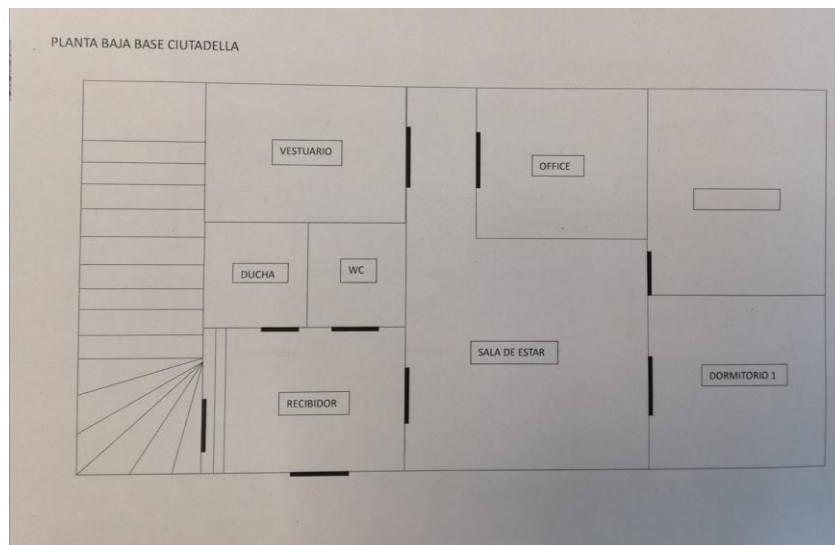 PLANTA BAJA BASE CIUTADELLA
VESTUARIO
OFFICE
DUCHA
WC
SALA DE ESTAR
DORMITORIO 1
RECIBIDOR